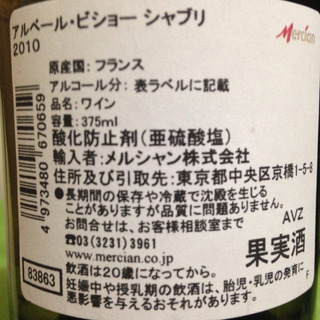 アルベール・ビショー シャブリ
2010
Mercian
原産国: フランス
アルコール分: 表ラベルに記載
品名: ワイン
容量: 375ml
酸化防止剤(亜硫酸塩)
輸入者:メルシャン株式会社
住所及び引取先:東京都中央区京橋1-5-8
●長期間の保存や冷蔵で沈殿を生じる
ことがありますが品質に問題ありません。
お問合せは、お客様相談室まで
☎03(3231)3961
AVZ
www.mercian.co.jp
果実酒
飲酒は20歳になってから。
妊娠中や授乳期の飲酒は、胎児・乳児の発育に
悪影響を与えるおそれがあります。
F
4 973480 670659
83863